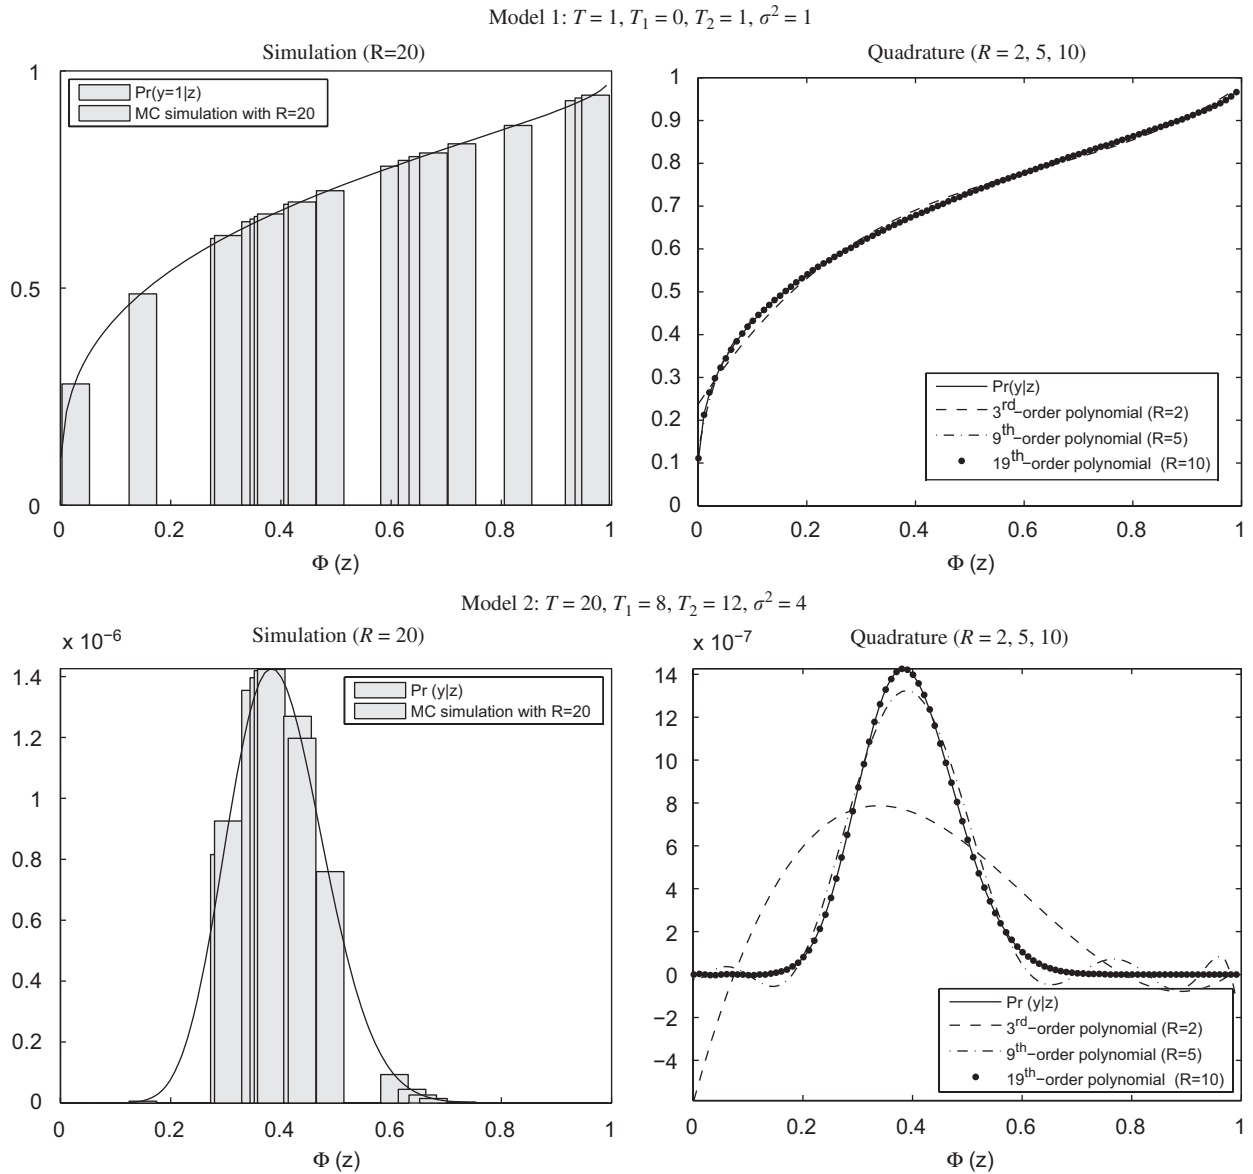 Model 1: T = 1, T₁ = 0, T₂ = 1, σ² = 1
Simulation (R=20)
1
0.5
0
0 0.2 0.4 0.6 0.8 1
Φ (z)
Pr(y=1|z)
MC simulation with R=20
Quadrature (R = 2, 5, 10)
1
0.9
0.8
0.7
0.6
0.5
0.4
0.3
0.2
0.1
0
0 0.2 0.4 0.6 0.8 1
Φ (z)
Pr(y|z)
3rd−order polynomial (R=2)
9th−order polynomial (R=5)
19th−order polynomial (R=10)
Model 2: T = 20, T₁ = 8, T₂ = 12, σ² = 4
x 10⁻⁶
Simulation (R = 20)
1.4
1.2
1
0.8
0.6
0.4
0.2
0
0 0.2 0.4 0.6 0.8 1
Φ (z)
Pr (y|z)
MC simulation with R=20
x 10⁻⁷
Quadrature (R = 2, 5, 10)
14
12
10
8
6
4
2
0
−2
−4
0 0.2 0.4 0.6 0.8 1
Φ (z)
Pr (y|z)
3rd−order polynomial (R=2)
9th−order polynomial (R=5)
19th−order polynomial (R=10)